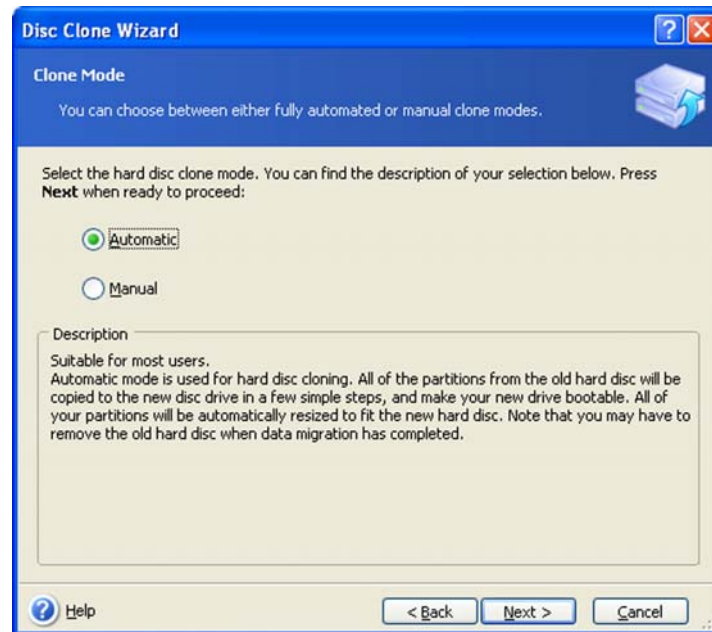 Disc Clone Wizard
Clone Mode
You can choose between either fully automated or manual clone modes.
Select the hard disc clone mode. You can find the description of your selection below. Press
Next when ready to proceed:
Automatic
Manual
Description
Suitable for most users.
Automatic mode is used for hard disc cloning. All of the partitions from the old hard disc will be
copied to the new disc drive in a few simple steps, and make your new drive bootable. All of
your partitions will be automatically resized to fit the new hard disc. Note that you may have to
remove the old hard disc when data migration has completed.
Help
< Back
Next >
Cancel